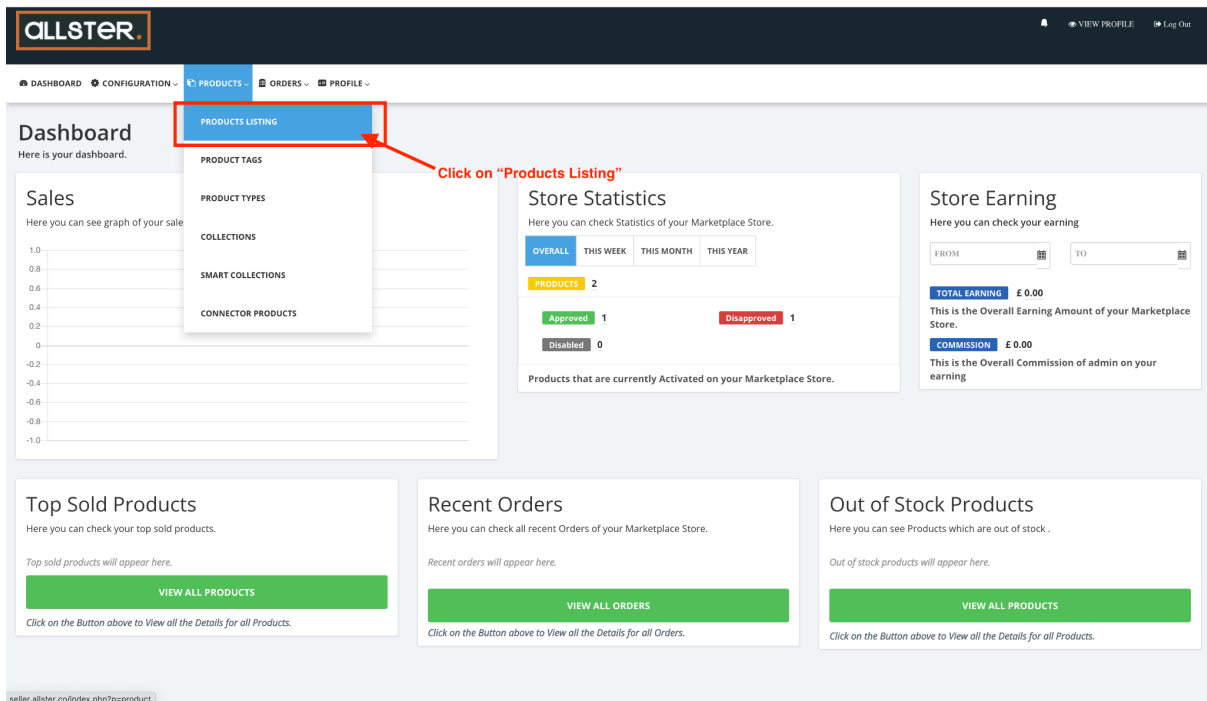 aLLSTeR.
VIEW PROFILE
Log Out
DASHBOARD
CONFIGURATION
PRODUCTS
ORDERS
PROFILE
PRODUCTS LISTING
PRODUCT TAGS
PRODUCT TYPES
COLLECTIONS
SMART COLLECTIONS
CONNECTOR PRODUCTS
Click on “Products Listing”
Dashboard
Here is your dashboard.
Sales
Here you can see graph of your sale
1.0
0.8
0.6
0.4
0.2
0
-0.2
-0.4
-0.6
-0.8
-1.0
Store Statistics
Here you can check Statistics of your Marketplace Store.
OVERALL THIS WEEK THIS MONTH THIS YEAR
PRODUCTS 2
Approved 1 Disapproved 1
Disabled 0
Products that are currently Activated on your Marketplace Store.
Store Earning
Here you can check your earning
FROM TO
TOTAL EARNING £ 0.00
This is the Overall Earning Amount of your Marketplace
Store.
COMMISSION £ 0.00
This is the Overall Commission of admin on your
earning
Top Sold Products
Here you can check your top sold products.
Top sold products will appear here.
VIEW ALL PRODUCTS
Click on the Button above to View all the Details for all Products.
Recent Orders
Here you can check all recent Orders of your Marketplace Store.
Recent orders will appear here.
VIEW ALL ORDERS
Click on the Button above to View all the Details for all Orders.
Out of Stock Products
Here you can see Products which are out of stock .
Out of stock products will appear here.
VIEW ALL PRODUCTS
Click on the Button above to View all the Details for all Products.
seller.allster.co/index.php?p=product